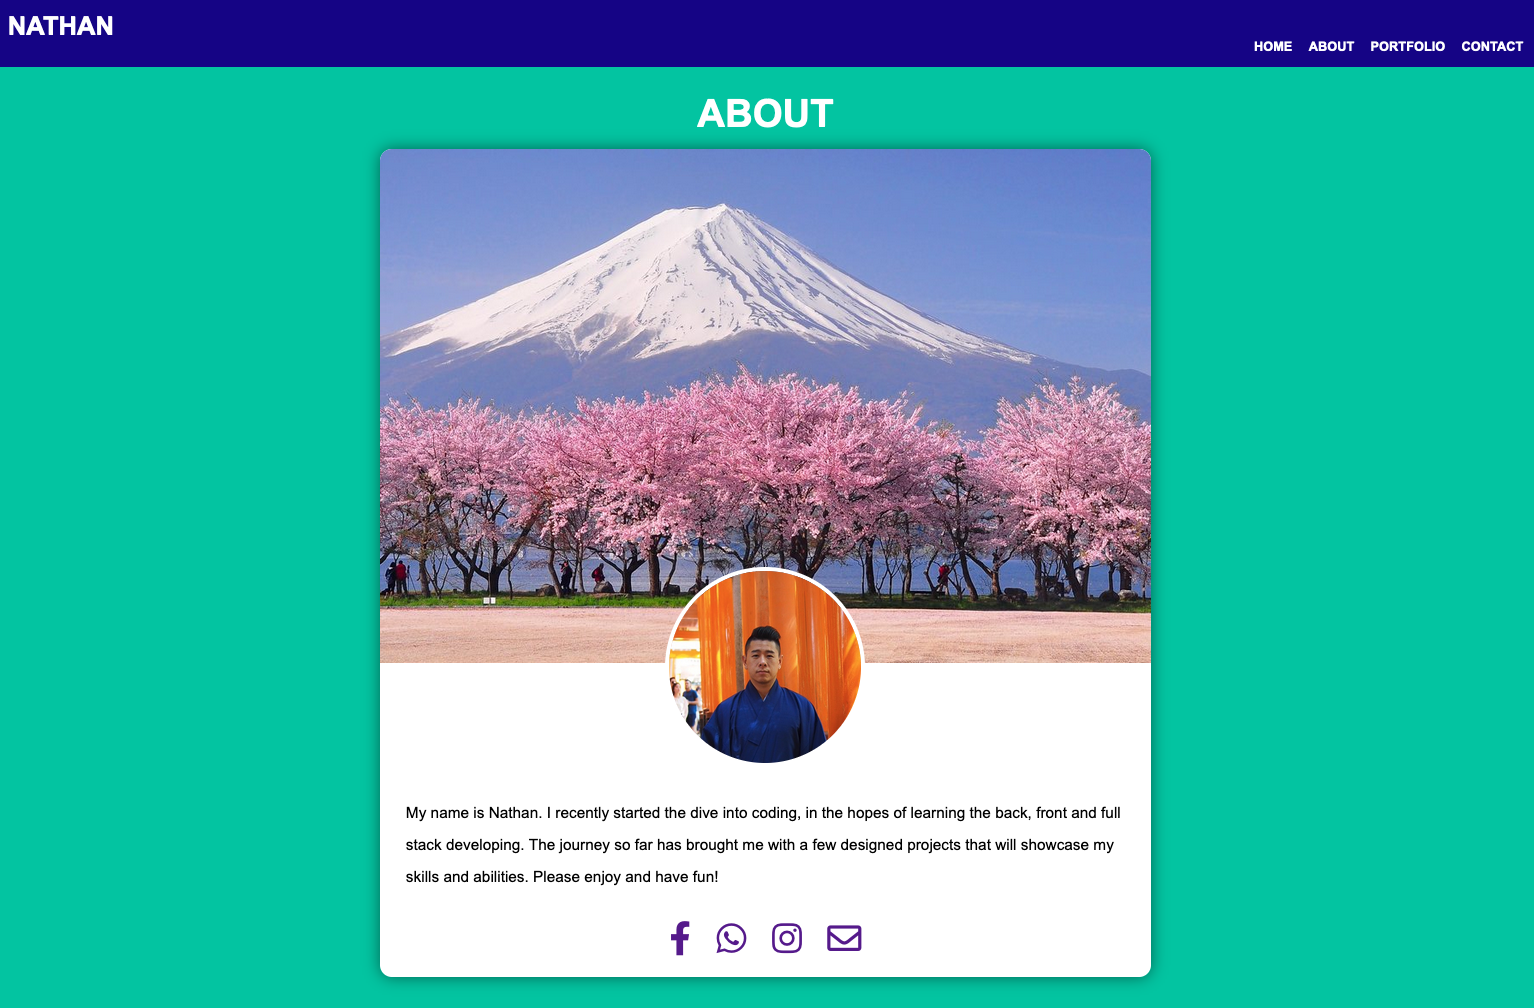 NATHAN
HOME ABOUT PORTFOLIO CONTACT
ABOUT
My name is Nathan. I recently started the dive into coding, in the hopes of learning the back, front and full
stack developing. The journey so far has brought me with a few designed projects that will showcase my
skills and abilities. Please enjoy and have fun!